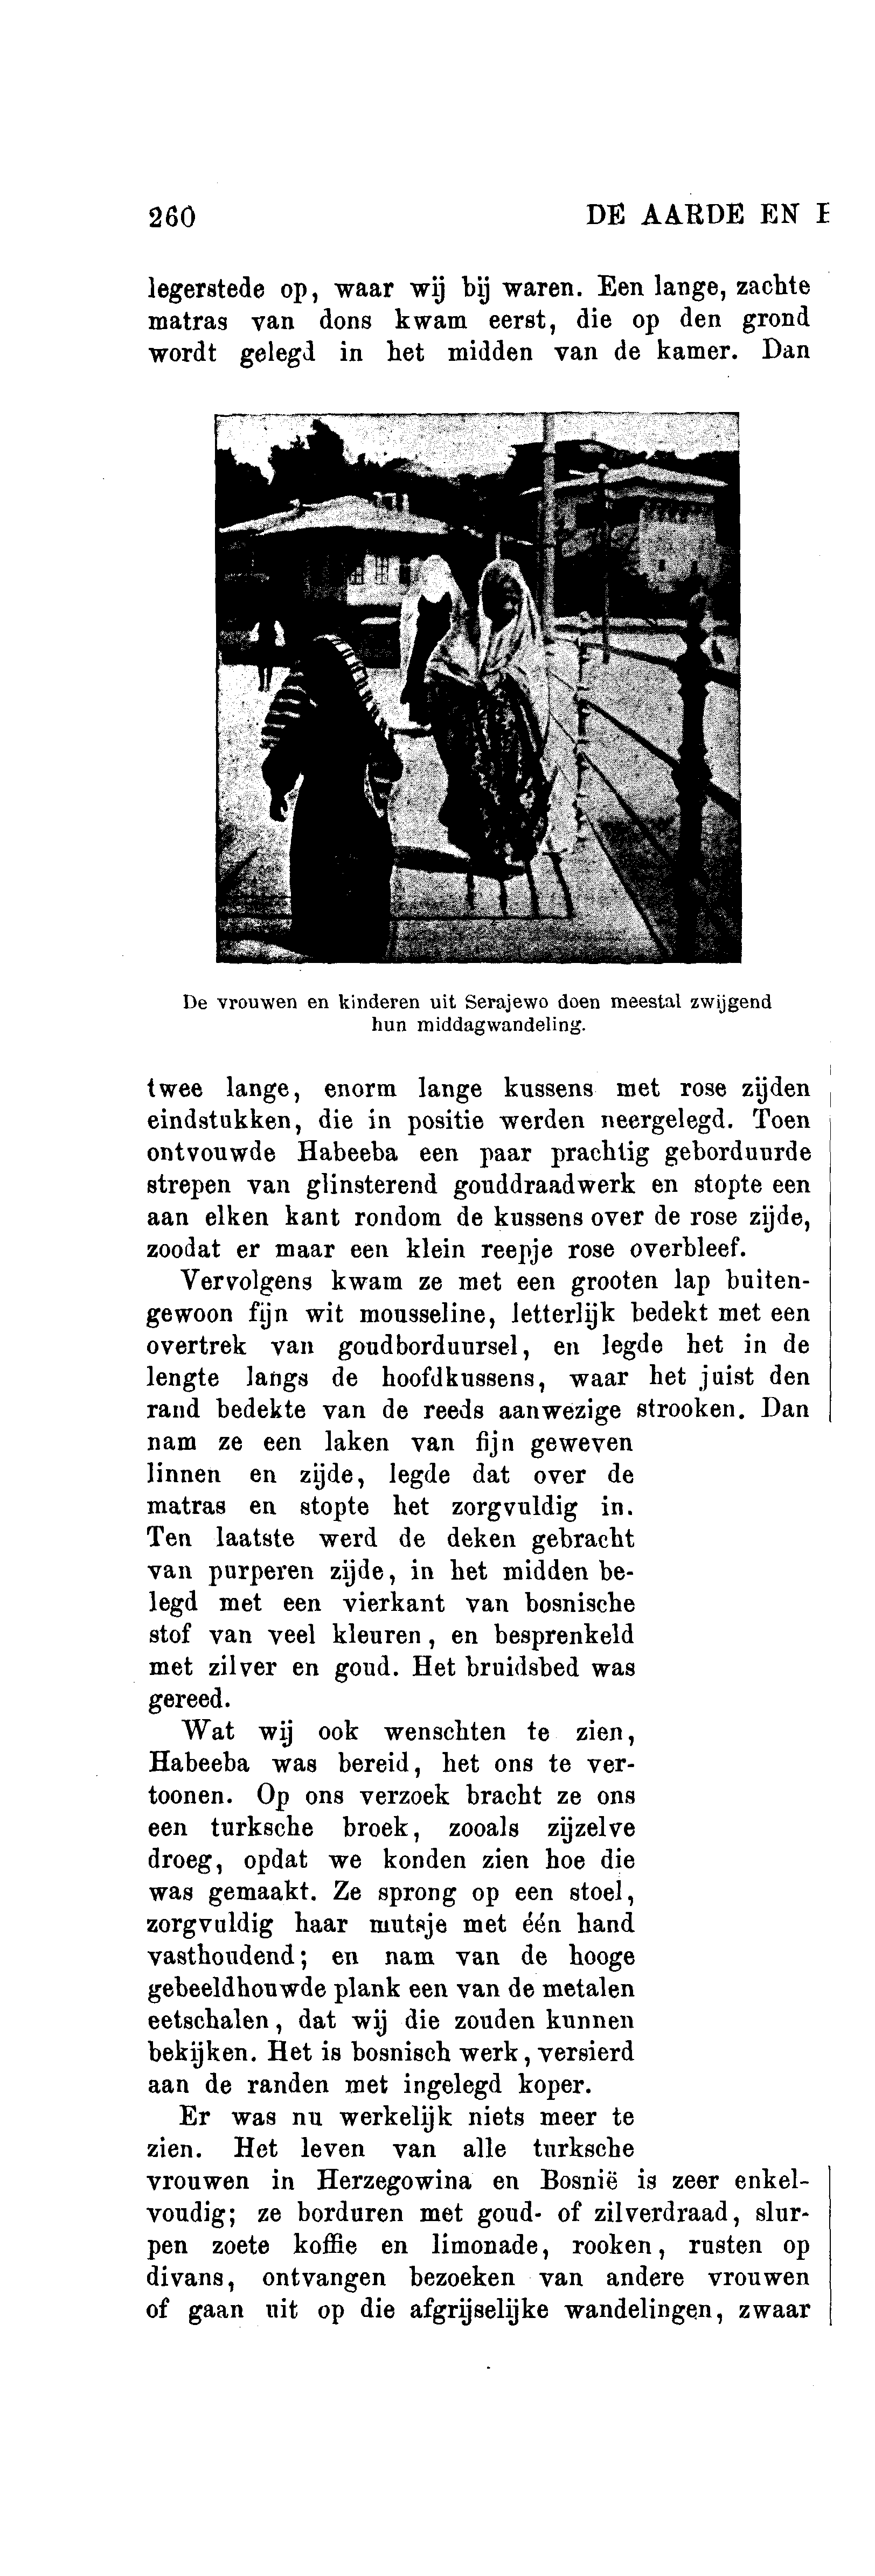 260 DE AARDE EN
legerstede op, waar wij bij waren. Een lange, zachte
matras van dons kwam eerst, die op den grond
wordt gelegd in het midden van de kamer. Dan
De vrouwen en kinderen uit Serajewo doen meestal zwijgend
hun middagwandeling.
twee lange, enorm lange kussens met rose zijden
eindstukken, die in positie werden neergelegd. Toen
ontvouwde Habeeba een paar prachtig geborduurde
strepen van glinsterend gouddraadwerk en stopte een
aan elken kant rondom de kussens over de rose zijde,
zoodat er maar een klein reepje rose overbleef.
Vervolgens kwam ze met een grooten lap buiten-
gewoon fijn wit mousseline, letterlijk bedekt met een
overtrek van goudborduursel, en legde het in de
lengte langs de hoofdkussens, waar het juist den
rand bedekte van de reeds aanwezige strooken. Dan
nam ze een laken van fijn geweven
linnen en zijde, legde dat over de
matras en stopte het zorgvuldig in.
Ten laatste werd de deken gebracht
van purperen zijde, in het midden be-
legd met een vierkant van bosnische
stof van veel kleuren, en besprenkeld
met zilver en goud. Het bruidsbed was
gereed.
Wat wij ook wenschten te zien,
Habeeba was bereid, het ons te ver-
toonen. Op ons verzoek bracht ze ons
een turksche broek, zooals zijzelve
droeg, opdat we konden zien hoe die
was gemaakt. Ze sprong op een stoel,
zorgvuldig haar mutsje met één hand
vasthoudend; en nam van de hooge
gebeeldhouwde plank een van de metalen
eetschalen, dat wij die zouden kunnen
bekijken. Het is bosnisch werk, versierd
aan de randen met ingelegd koper.
Er was nu werkelijk niets meer te
zien. Het leven van alle turksche
vrouwen in Herzegowina en Bosnië is zeer enkel-
voudig; ze borduren met goud- of zilverdraad, slur-
pen zoete koffie en limonade, rooken, rusten op
divans, ontvangen bezoeken van andere vrouwen
of gaan uit op die afgrijselijke wandelingen, zwaar